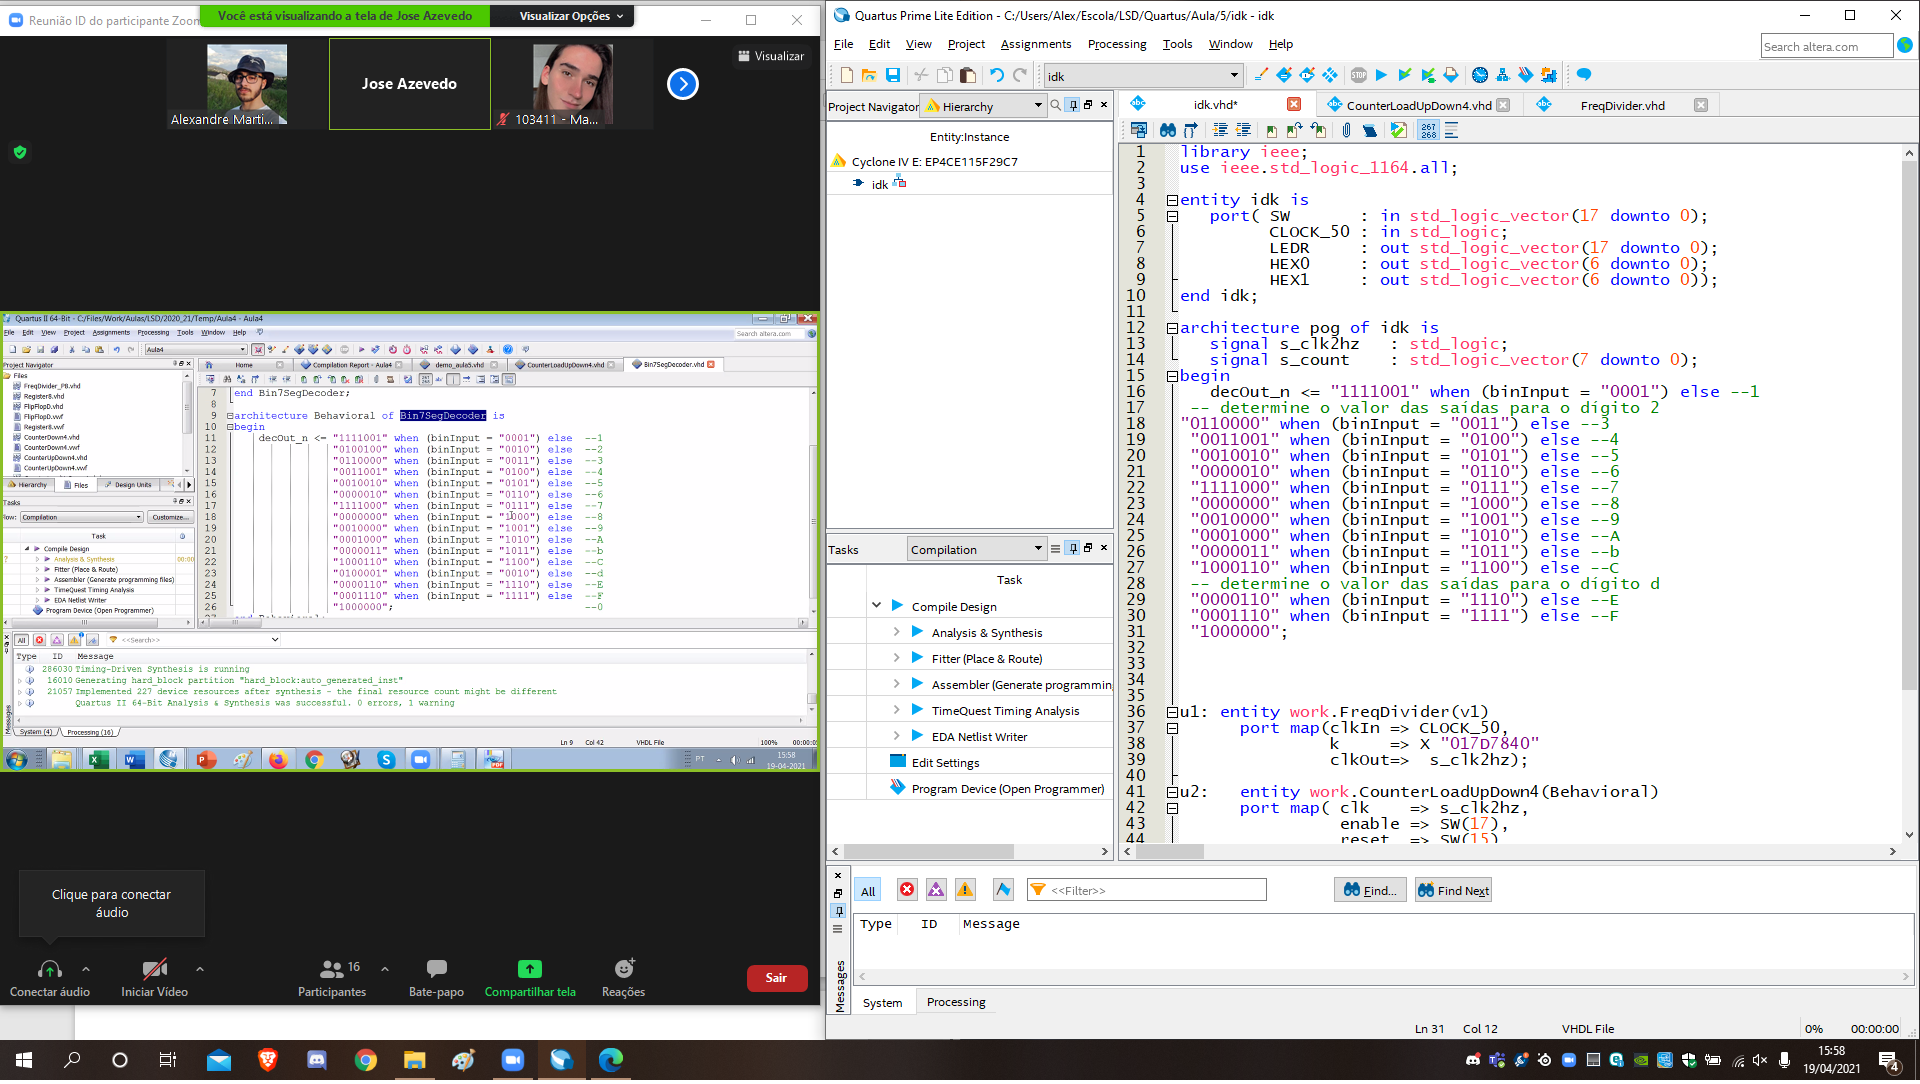 Reunião ID do participante Zoom
Você está visualizando a tela de Jose Azevedo
Visualizar Opções
Visualizar
Alexandre Marti...
Jose Azevedo
103411 - Ma...
Quartus II 64-Bit - C:/Files/Work/Aulas/LSD/2020_21/Temp/Aula4 - Aula4
File Edit View Project Assignments Processing Tools Window Help
Search altera.com
Aula4
Project Navigator
Home
Compilation Report - Aula4
demo_aula5.vhd
CounterLoadUpDown4.vhd
Bin7SegDecoder.vhd
Files
FreqDivider_PB.vhd
Register8.vhd
FlipFlopD.vhd
FlipFlopD.vwf
Register8.vwf
CounterDown4.vhd
CounterDown4.vwf
CounterUpDown4.vhd
CounterUpDown4.vwf
Hierarchy Files Design Units
Tasks
Flow: Compilation Customize...
Task
Compile Design
Analysis & Synthesis 00:00
Fitter (Place & Route)
Assembler (Generate programming files)
TimeQuest Timing Analysis
EDA Netlist Writer
Program Device (Open Programmer)
7 end Bin7SegDecoder;
8
9 architecture Behavioral of Bin7SegDecoder is
10 begin
11 decOut_n <= "1111001" when (binInput = "0001") else --1
12 "0100100" when (binInput = "0010") else --2
13 "0110000" when (binInput = "0011") else --3
14 "0011001" when (binInput = "0100") else --4
15 "0010010" when (binInput = "0101") else --5
16 "0000010" when (binInput = "0110") else --6
17 "1111000" when (binInput = "0111") else --7
18 "0000000" when (binInput = "1000") else --8
19 "0010000" when (binInput = "1001") else --9
20 "0001000" when (binInput = "1010") else --A
21 "0000011" when (binInput = "1011") else --b
22 "1000110" when (binInput = "1100") else --C
23 "0100001" when (binInput = "0010") else --d
24 "0000110" when (binInput = "1110") else --E
25 "0001110" when (binInput = "1111") else --F
26 "1000000"; --0
All <<Search>>
Type ID Message
286030 Timing-Driven Synthesis is running
16010 Generating hard_block partition "hard_block:auto_generated_inst"
21057 Implemented 227 device resources after synthesis - the final resource count might be different
Quartus II 64-Bit Analysis & Synthesis was successful. 0 errors, 1 warning
Messages
System (4) Processing (16)
Ln 9 Col 42 VHDL File 100% 00:00:0
PT 15:58
19-04-2021
Clique para conectar áudio
Conectar áudio
Iniciar Vídeo
16
Participantes
Bate-papo
Compartilhar tela
Reações
Sair
Quartus Prime Lite Edition - C:/Users/Alex/Escola/LSD/Quartus/Aula/5/idk - idk
File Edit View Project Assignments Processing Tools Window Help
Search altera.com
idk
Project Navigator Hierarchy
Entity:Instance
Cyclone IV E: EP4CE115F29C7
idk
Tasks Compilation
Task
Compile Design
Analysis & Synthesis
Fitter (Place & Route)
Assembler (Generate programmin
TimeQuest Timing Analysis
EDA Netlist Writer
Edit Settings
Program Device (Open Programmer)
idk.vhd*
CounterLoadUpDown4.vhd
FreqDivider.vhd
267
268
1 library ieee;
2 use ieee.std_logic_1164.all;
3
4 entity idk is
5 port( SW : in std_logic_vector(17 downto 0);
6 CLOCK_50 : in std_logic;
7 LEDR : out std_logic_vector(17 downto 0);
8 HEX0 : out std_logic_vector(6 downto 0);
9 HEX1 : out std_logic_vector(6 downto 0));
10 end idk;
11
12 architecture pog of idk is
13 signal s_clk2hz : std_logic;
14 signal s_count : std_logic_vector(7 downto 0);
15 begin
16 decOut_n <= "1111001" when (binInput = "0001") else --1
17 -- determine o valor das saídas para o dígito 2
18 "0110000" when (binInput = "0011") else --3
19 "0011001" when (binInput = "0100") else --4
20 "0010010" when (binInput = "0101") else --5
21 "0000010" when (binInput = "0110") else --6
22 "1111000" when (binInput = "0111") else --7
23 "0000000" when (binInput = "1000") else --8
24 "0010000" when (binInput = "1001") else --9
25 "0001000" when (binInput = "1010") else --A
26 "0000011" when (binInput = "1011") else --b
27 "1000110" when (binInput = "1100") else --C
28 -- determine o valor das saídas para o dígito d
29 "0000110" when (binInput = "1110") else --E
30 "0001110" when (binInput = "1111") else --F
31 "1000000";
32
33
34
35
36 u1: entity work.FreqDivider(v1)
37 port map(clkIn => CLOCK_50,
38 k => X "017D7840"
39 clkOut=> s_clk2hz);
40
41 u2: entity work.CounterLoadUpDown4(Behavioral)
42 port map( clk => s_clk2hz,
43 enable => SW(17),
44 reset => SW(15)
All <<Filter>> Find... Find Next
Type ID Message
Messages
System Processing
Ln 31 Col 12 VHDL File 0% 00:00:00
15:58
19/04/2021
4